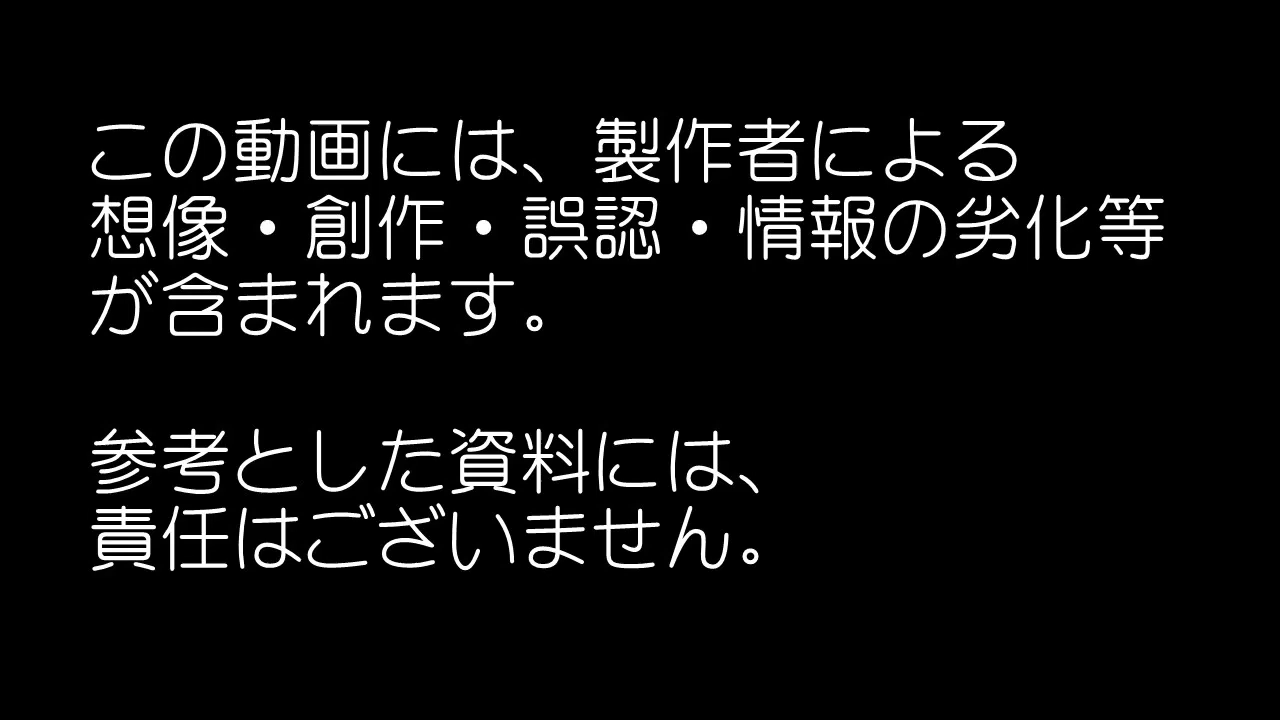 この動画には、製作者による
想像・創作・誤認・情報の劣化等
が含まれます。
参考とした資料には、
責任はございません。